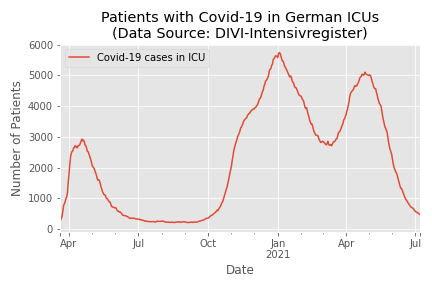 Patients with Covid-19 in German ICUs
(Data Source: DIVI-Intensivregister)
Covid-19 cases in ICU
Number of Patients
6000
5000
4000
3000
2000
1000
0
Apr Jul Oct Jan Apr Jul
2021
Date